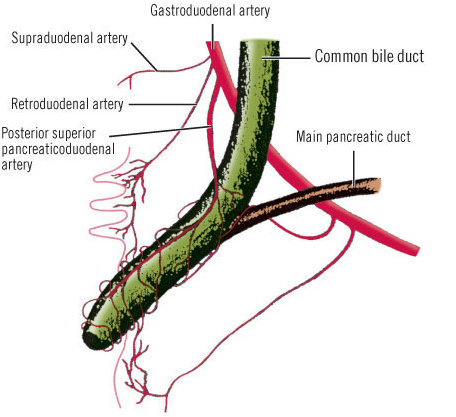 Gastroduodenal artery
Supraduodenal artery
Common bile duct
Retroduodenal artery
Posterior superior
pancreaticoduodenal
artery
Main pancreatic duct